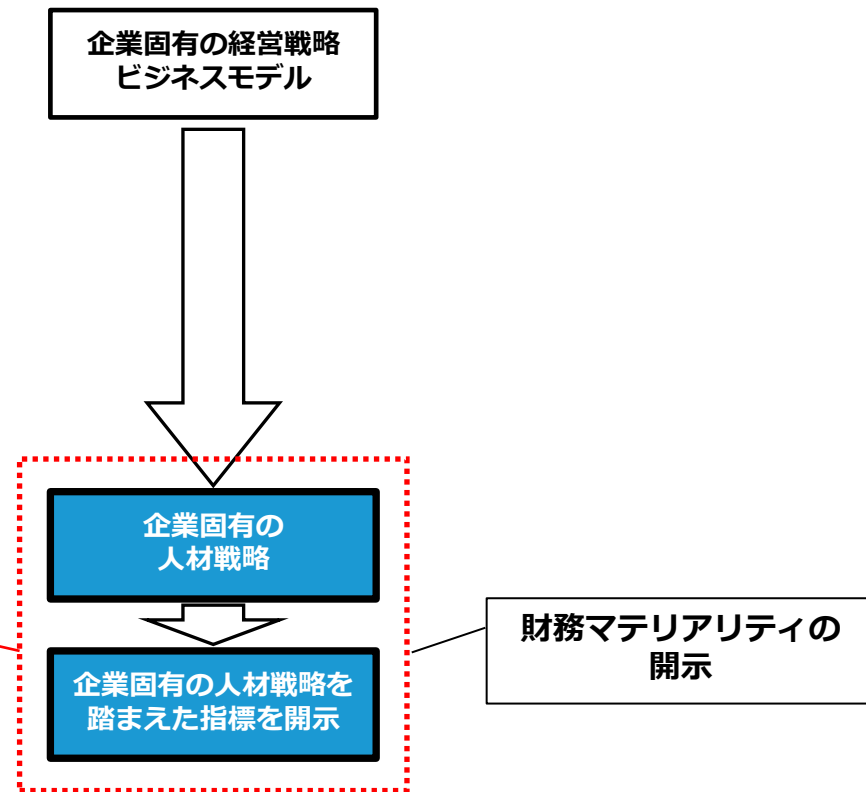 企業固有の経営戦略
ビジネスモデル
企業固有の
人材戦略
企業固有の人材戦略を
踏まえた指標を開示
財務マテリアリティの
開示